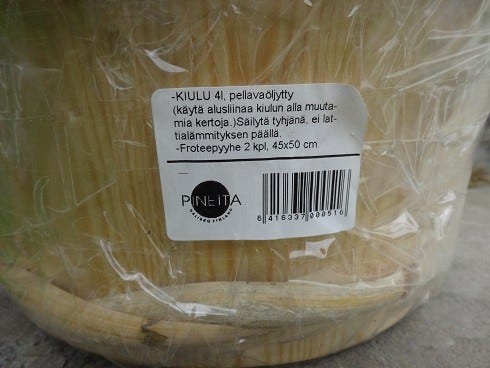 -KIULU 4l, pellavaöljytty
(käytä alusliinaa kiulun alla muuta-
mia kertoja.)Säilytä tyhjänä, ei lat-
tialämmityksen päällä.
-Froteepyyhe 2 kpl, 45x50 cm.
PINETTA
6 416337 000516